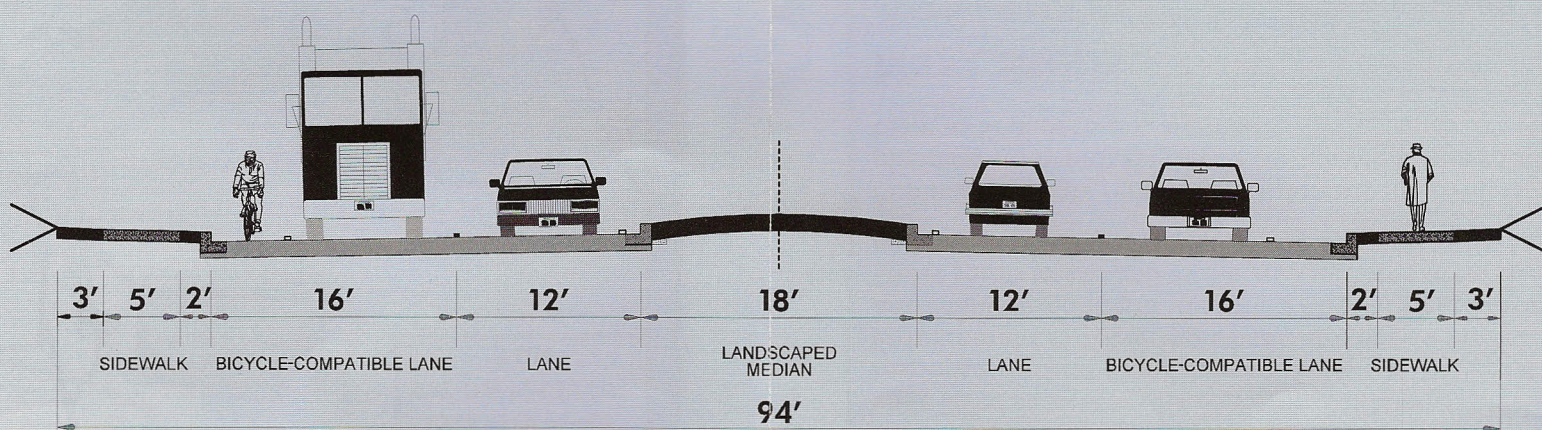 3' 5' 2' 16' 12' 18' 12' 16' 2' 5' 3'
SIDEWALK BICYCLE-COMPATIBLE LANE LANE LANDSCAPED MEDIAN LANE BICYCLE-COMPATIBLE LANE SIDEWALK
94'